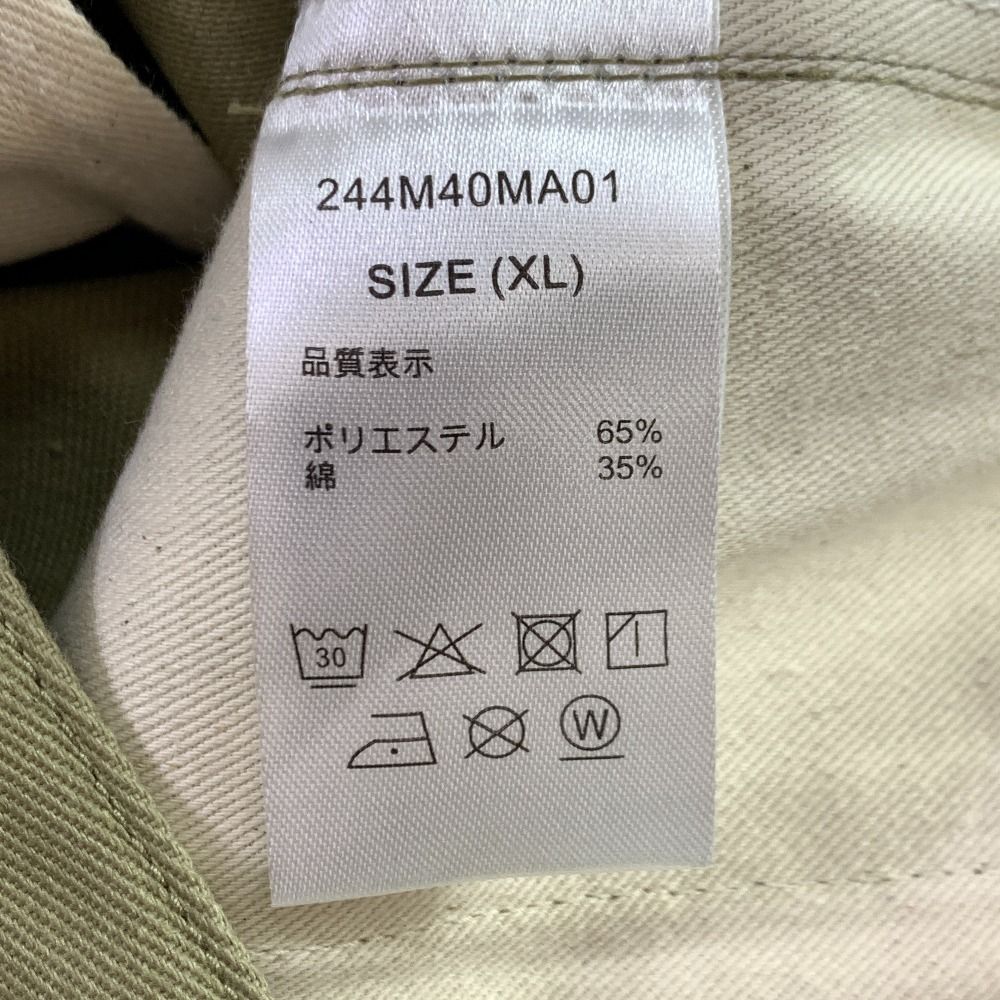 244M40MA01
SIZE (XL)
品質表示
ポリエステル 65%
綿 35%
30
W